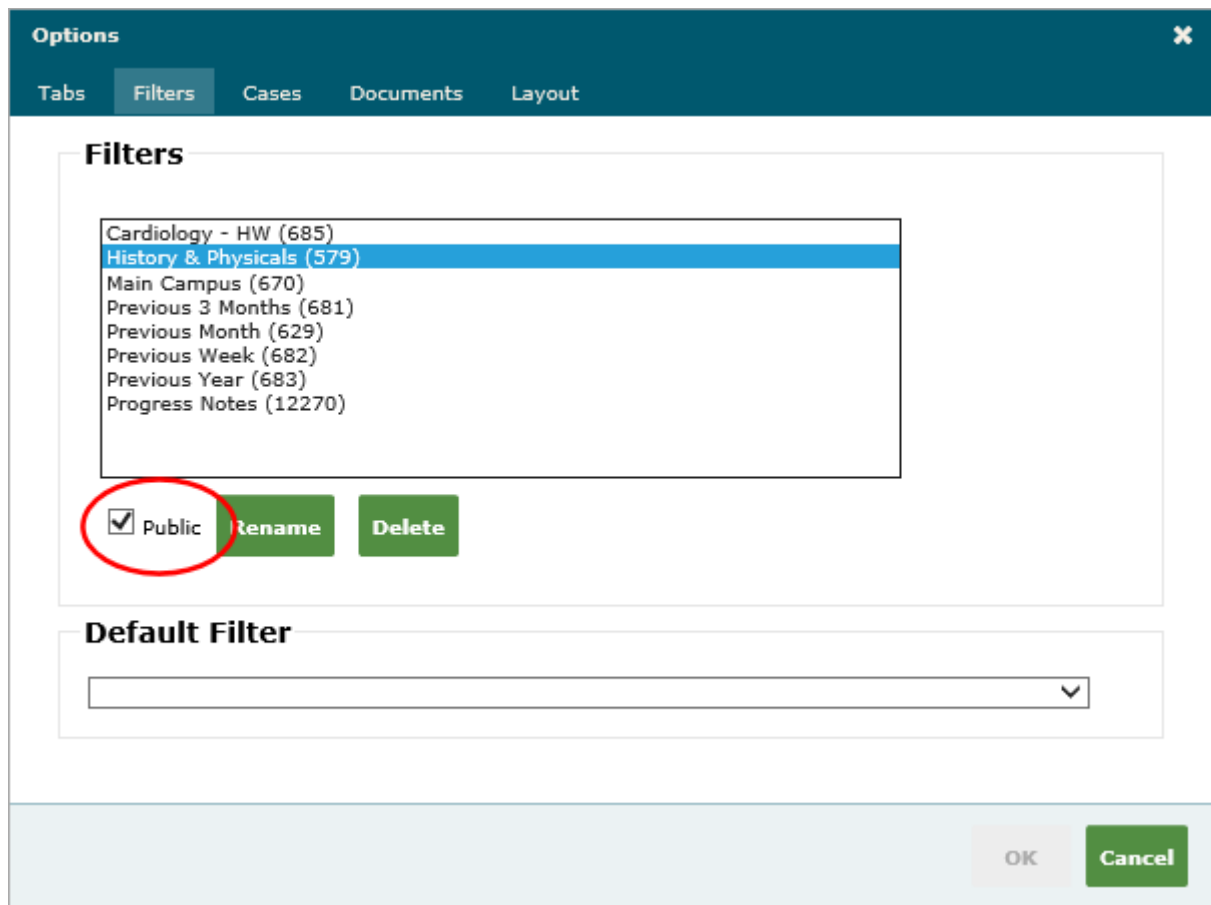 Options
Tabs Filters Cases Documents Layout
Filters
Cardiology - HW (685)
History & Physicals (579)
Main Campus (670)
Previous 3 Months (681)
Previous Month (629)
Previous Week (682)
Previous Year (683)
Progress Notes (12270)
Public Rename Delete
Default Filter
OK Cancel